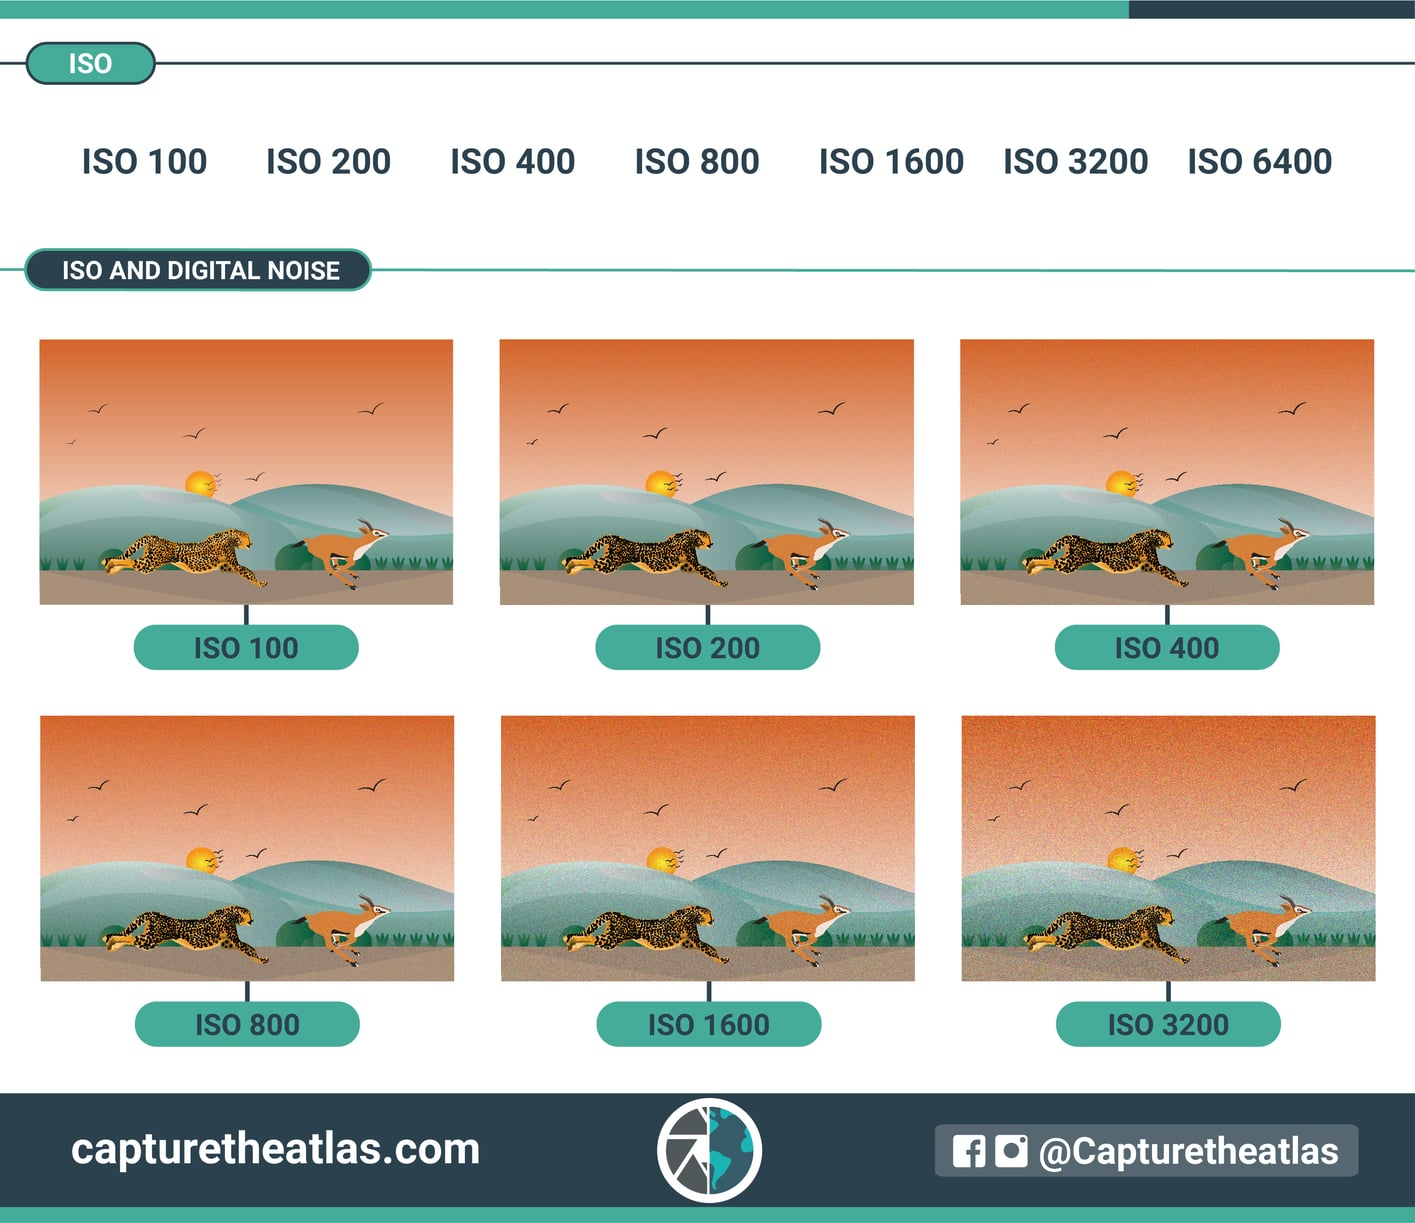 ISO
ISO 100 ISO 200 ISO 400 ISO 800 ISO 1600 ISO 3200 ISO 6400
ISO AND DIGITAL NOISE
ISO 100 ISO 200 ISO 400
ISO 800 ISO 1600 ISO 3200
capturetheatlas.com @Capturetheatlas